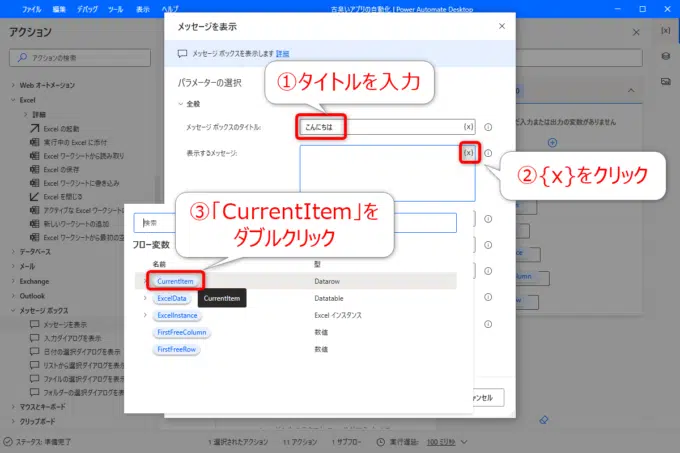 ファイル 編集 デバッグ ツール 表示 ヘルプ
古臭いアプリの自動化 | Power Automate Desktop
アクション
アクションの検索
Web オートメーション
Excel
詳細
Excel の起動
実行中の Excel に添付
Excel ワークシートから読み取り
Excel の保存
Excel ワークシートに書き込み
Excel を閉じる
アクティブな Excel ワークシートの
新しいワークシートの追加
Excel ワークシートから最初の空
データベース
メール
Exchange
Outlook
メッセージ ボックス
メッセージを表示
入力ダイアログを表示
日付の選択ダイアログを表示
リストから選択ダイアログを表
ファイルの選択ダイアログを表
フォルダーの選択ダイアログを表
マウスとキーボード
クリップボード
メッセージを表示
メッセージ ボックスを表示します 詳細
パラメーターの選択
全般
メッセージ ボックスのタイトル:
こんにちは
{x}
表示するメッセージ:
{x}
①タイトルを入力
②{x}をクリック
③「CurrentItem」を
ダブルクリック
検索
フロー変数
名前 型
CurrentItem Datarow
ExcelData Datatable
CurrentItem
ExcelInstance Excel インスタンス
FirstFreeColumn 数値
FirstFreeRow 数値
キャンセル
{x}
入力または出力の変数がありません
ステータス: 準備完了
1 選択されたアクション
11 アクション
1 サブフロー
実行遅延:
100 ミリ秒